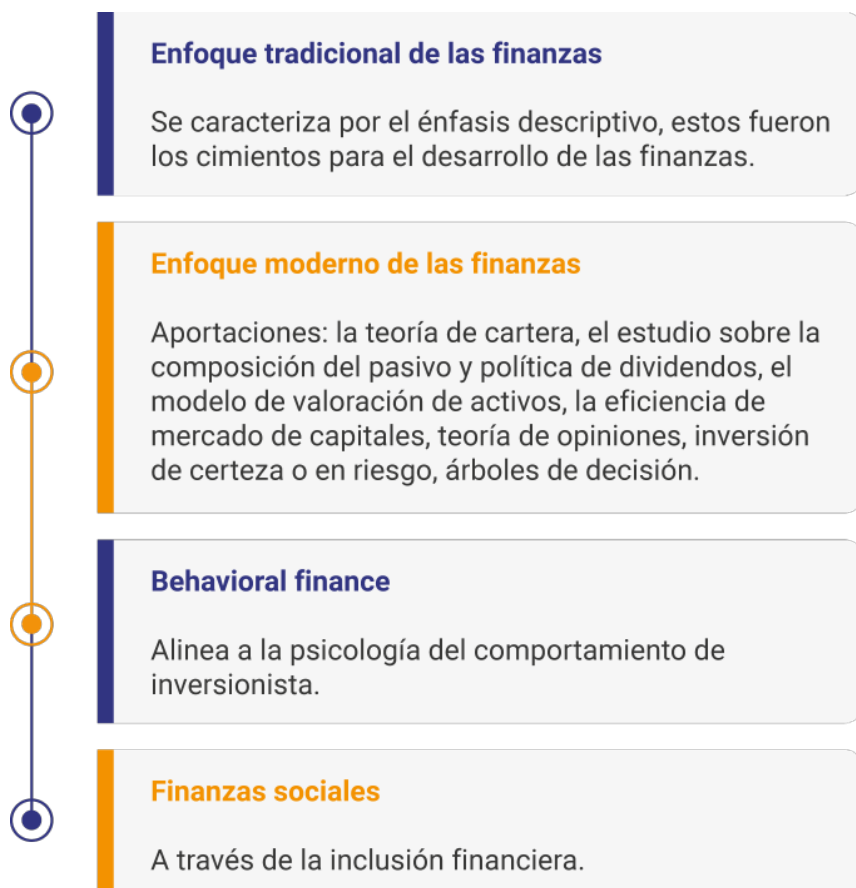 Enfoque tradicional de las finanzas
Se caracteriza por el énfasis descriptivo, estos fueron
los cimientos para el desarrollo de las finanzas.
Enfoque moderno de las finanzas
Aportaciones: la teoría de cartera, el estudio sobre la
composición del pasivo y política de dividendos, el
modelo de valoración de activos, la eficiencia de
mercado de capitales, teoría de opiniones, inversión
de certeza o en riesgo, árboles de decisión.
Behavioral finance
Alinea a la psicología del comportamiento de
inversionista.
Finanzas sociales
A través de la inclusión financiera.